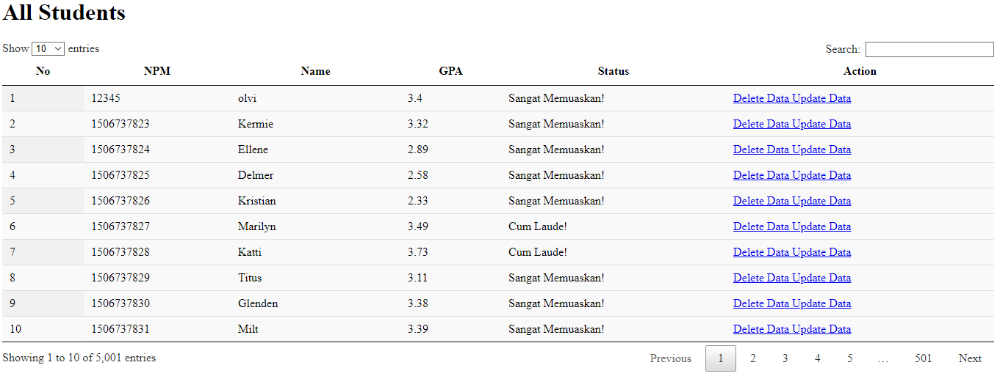 All Students
Show 10 entries Search:
No NPM Name GPA Status Action
1 12345 olvi 3.4 Sangat Memuaskan! Delete Data Update Data
2 1506737823 Kermie 3.32 Sangat Memuaskan! Delete Data Update Data
3 1506737824 Ellene 2.89 Sangat Memuaskan! Delete Data Update Data
4 1506737825 Delmer 2.58 Sangat Memuaskan! Delete Data Update Data
5 1506737826 Kristian 2.33 Sangat Memuaskan! Delete Data Update Data
6 1506737827 Marilyn 3.49 Cum Laude! Delete Data Update Data
7 1506737828 Katti 3.73 Cum Laude! Delete Data Update Data
8 1506737829 Titus 3.11 Sangat Memuaskan! Delete Data Update Data
9 1506737830 Glenden 3.38 Sangat Memuaskan! Delete Data Update Data
10 1506737831 Milt 3.39 Sangat Memuaskan! Delete Data Update Data
Showing 1 to 10 of 5,001 entries Previous 1 2 3 4 5 … 501 Next